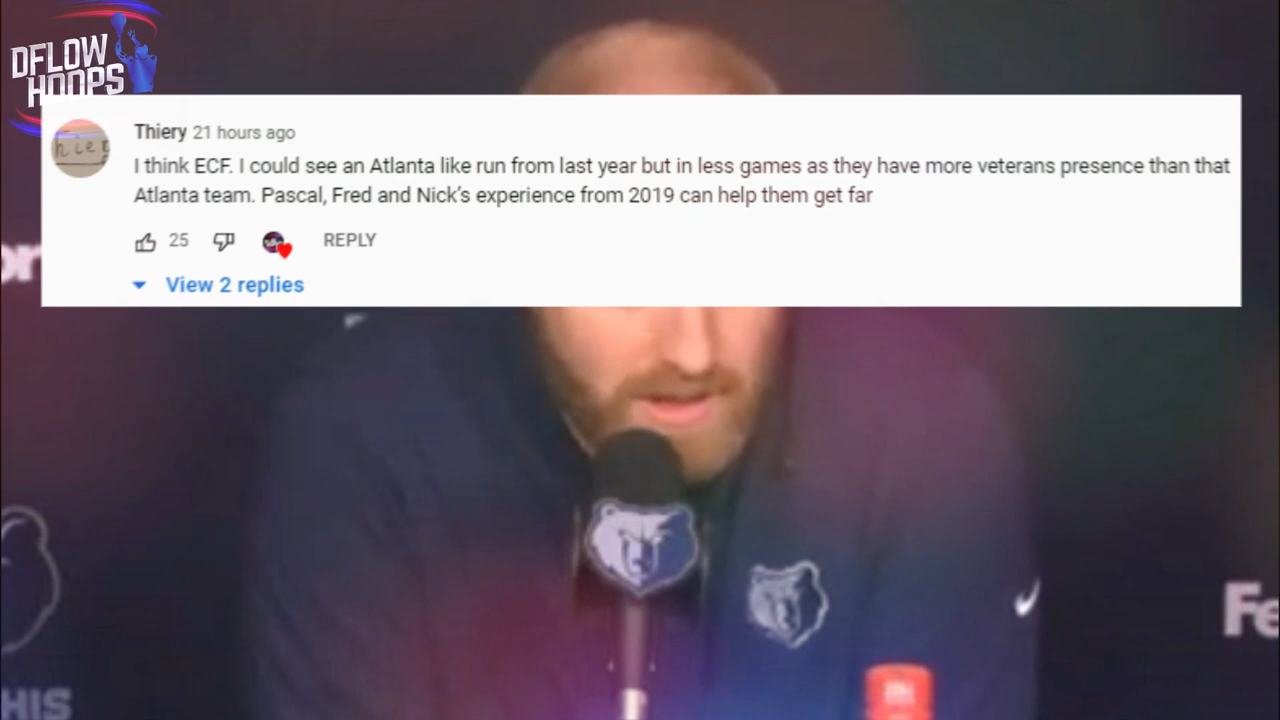 DFLOW
HOOPS
Thiery 21 hours ago
I think ECF. I could see an Atlanta like run from last year but in less games as they have more veterans presence than that
Atlanta team. Pascal, Fred and Nick's experience from 2019 can help them get far
25 REPLY
View 2 replies
or
Fe
HIS